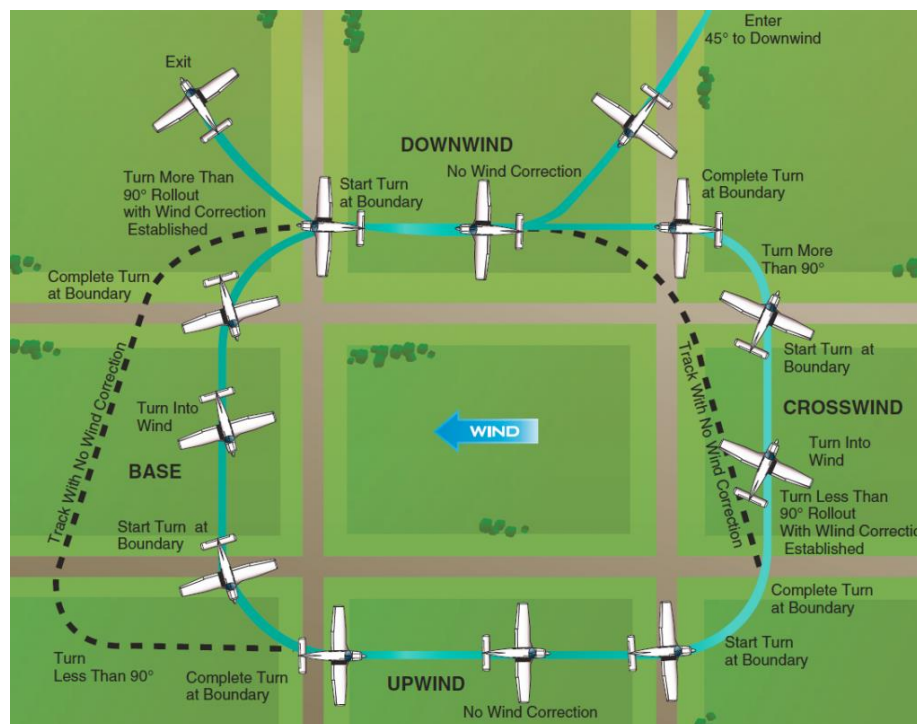 Enter
45° to Downwind
Exit
DOWNWIND
No Wind Correction
Turn More Than
90° Rollout
with Wind Correction
Established
Start Turn
at Boundary
Complete Turn
at Boundary
Turn More
Than 90°
Complete Turn
at Boundary
Start Turn at
Boundary
Track With No Wind Correction
Track With No Wind Correction
CROSSWIND
Turn Into
Wind
WIND
Turn Into
Wind
BASE
Turn Less Than
90° Rollout
With WIind Correctio
Established
Start Turn at
Boundary
Complete Turn
at Boundary
Start Turn
at Boundary
Turn
Less Than 90°
Complete Turn
at Boundary
UPWIND
No Wind Correction